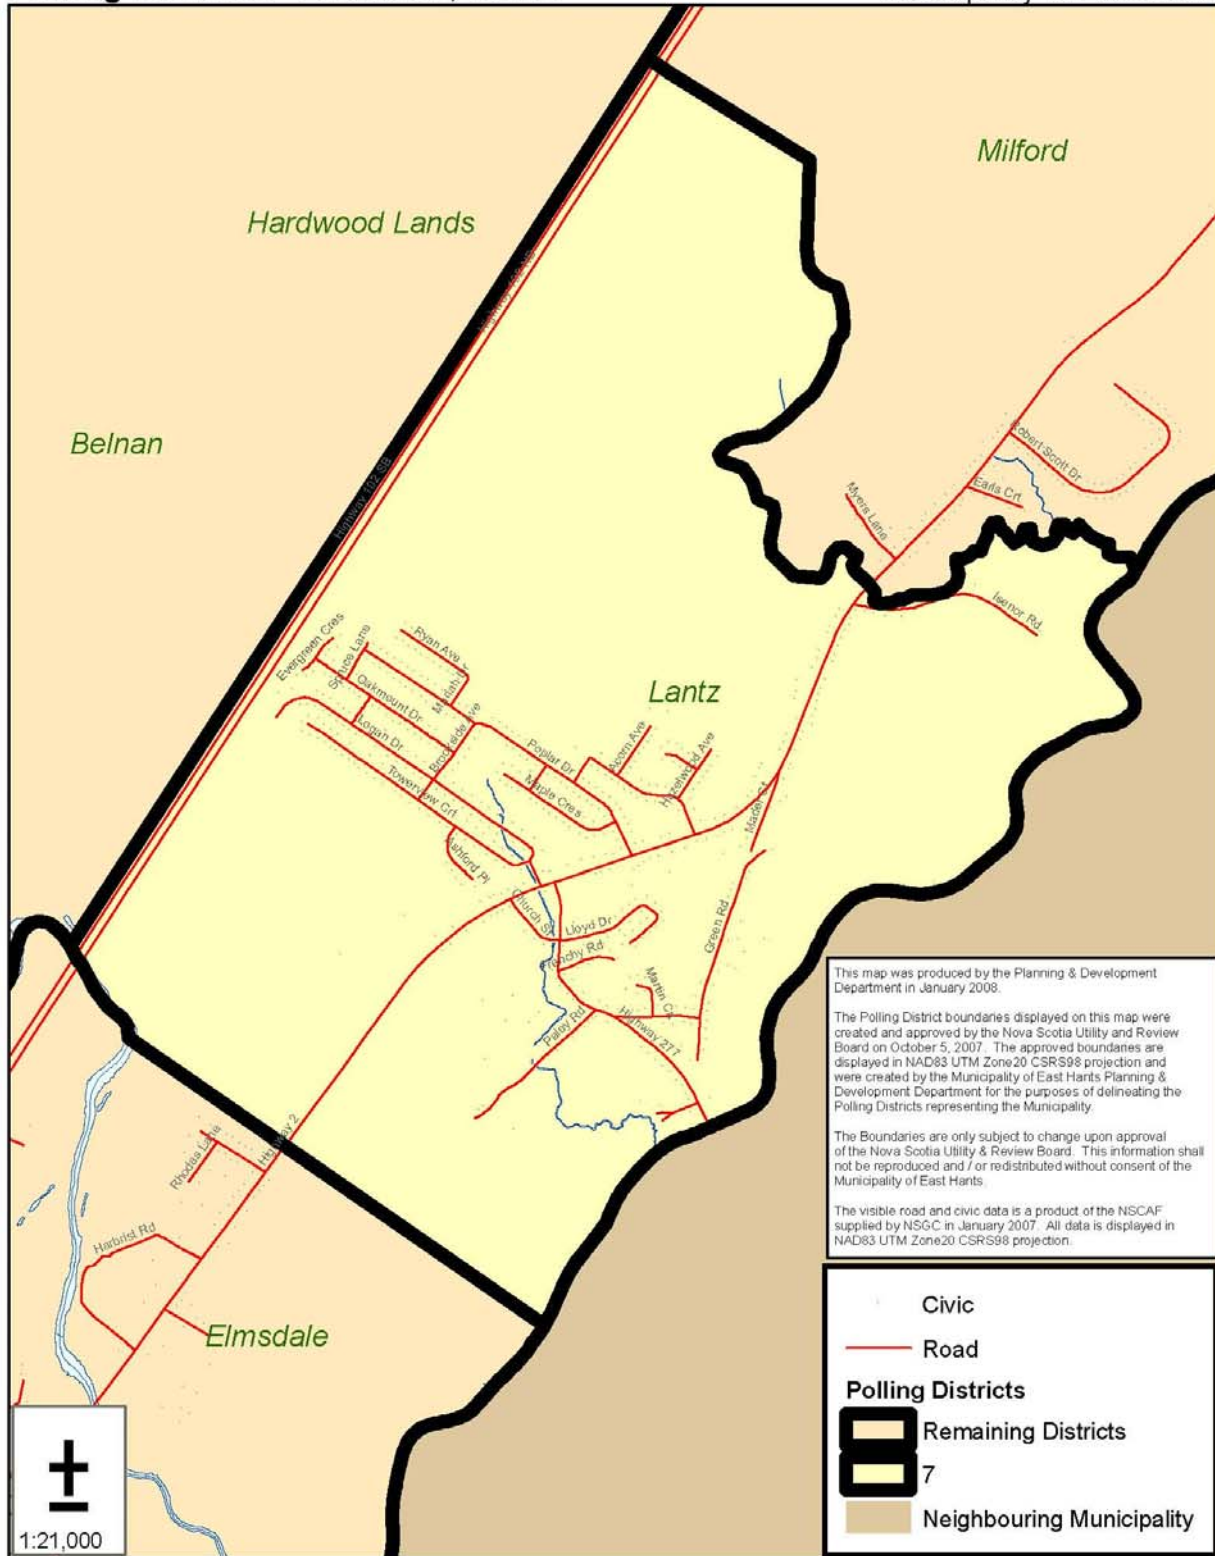 Milford
Hardwood Lands
Highway 102 NB
Belnan
Highway 102 SB
Robert Scott Dr
Earls Crt
Myers Lane
Isenor Rd
Evergreen Cres
Spruce Lane
Ryan Ave
Oakmount Dr
Logan Dr
Brookside Ave
Lantz
Poplar Dr
Acorn Ave
Hazelwood Ave
Maple Cres
Towerview Crt
Ashford Pl
Mader St
Church St
Lloyd Dr
Frenchy Rd
Green Rd
Martin Ct
Paley Rd
Highway 277
Highway 2
Rhodas Lane
Harbrist Rd
Elmsdale
This map was produced by the Planning & Development
Department in January 2008.
The Polling District boundaries displayed on this map were
created and approved by the Nova Scotia Utility and Review
Board on October 5, 2007. The approved boundaries are
displayed in NAD83 UTM Zone20 CSRS98 projection and
were created by the Municipality of East Hants Planning &
Development Department for the purposes of delineating the
Polling Districts representing the Municipality.
The Boundaries are only subject to change upon approval
of the Nova Scotia Utility & Review Board. This information shall
not be reproduced and / or redistributed without consent of the
Municipality of East Hants.
The visible road and civic data is a product of the NSCAF
supplied by NSGC in January 2007. All data is displayed in
NAD83 UTM Zone20 CSRS98 projection.
Civic
Road
Polling Districts
Remaining Districts
7
Neighbouring Municipality
1:21,000